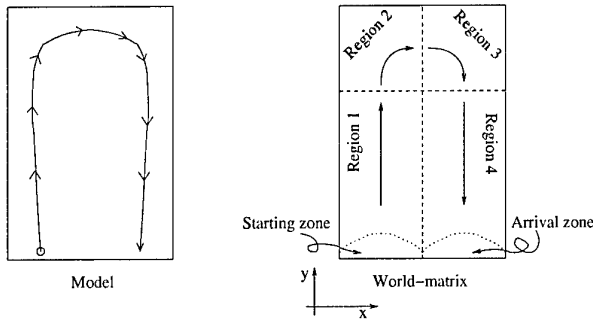 Model
Region 2
Region 3
Region 1
Region 4
Starting zone
Arrival zone
y
x
World-matrix